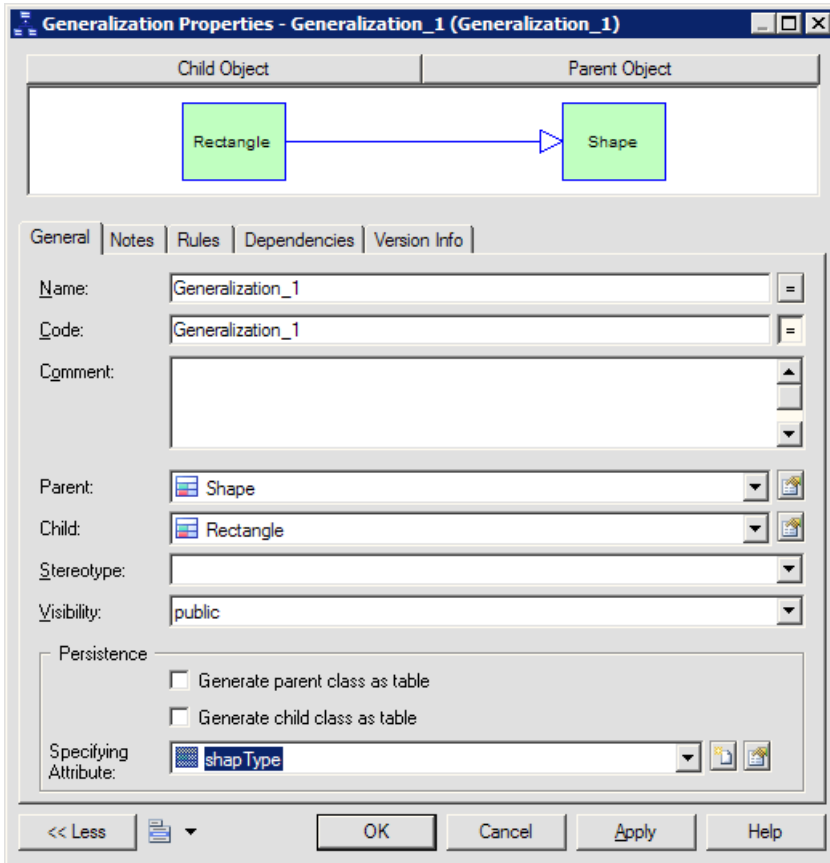 Generalization Properties - Generalization_1 (Generalization_1)
Child Object Parent Object
Rectangle Shape
General Notes Rules Dependencies Version Info
Name: Generalization_1 =
Code: Generalization_1 =
Comment:
Parent: Shape
Child: Rectangle
Stereotype:
Visibility: public
Persistence
Generate parent class as table
Generate child class as table
Specifying
Attribute: shapType
<< Less OK Cancel Apply Help